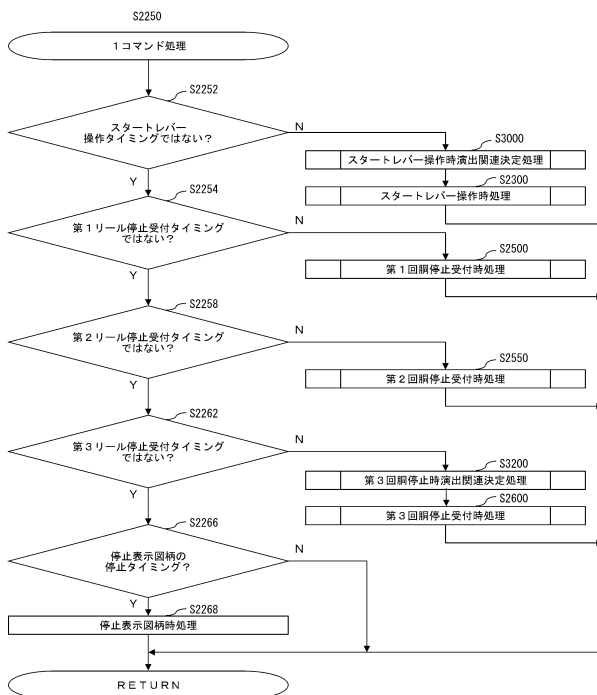 S2250
1コマンド処理
S2252
スタートレバー
操作タイミングではない？
N
Y
S3000
スタートレバー操作時演出関連決定処理
S2300
スタートレバー操作時処理
S2254
第1リール停止受付タイミング
ではない？
N
Y
S2500
第1回胴停止受付時処理
S2258
第2リール停止受付タイミング
ではない？
N
Y
S2550
第2回胴停止受付時処理
S2262
第3リール停止受付タイミング
ではない？
N
Y
S3200
第3回胴停止時演出関連決定処理
S2600
第3回胴停止受付時処理
S2266
停止表示図柄の
停止タイミング？
N
Y
S2268
停止表示図柄時処理
RETURN